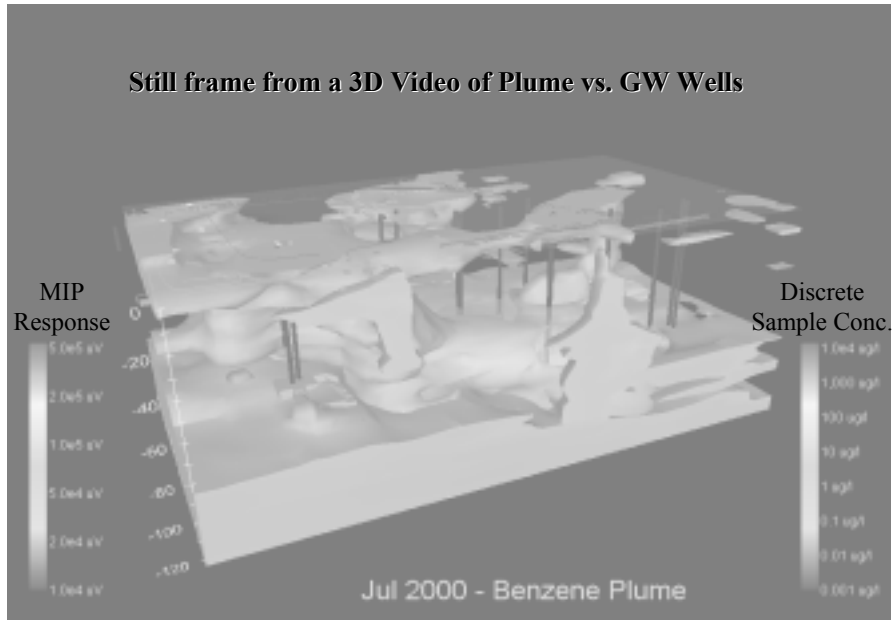 Still frame from a 3D Video of Plume vs. GW Wells
MIP
Response
5.0e5 uV
2.0e5 uV
1.0e5 uV
5.0e4 uV
2.0e4 uV
1.0e4 uV
0
-20
-40
-60
-80
-100
-120
Discrete
Sample Conc.
1.0e4 ug/l
1,000 ug/l
100 ug/l
10 ug/l
1 ug/l
0.1 ug/l
0.01 ug/l
0.001 ug/l
Jul 2000 - Benzene Plume